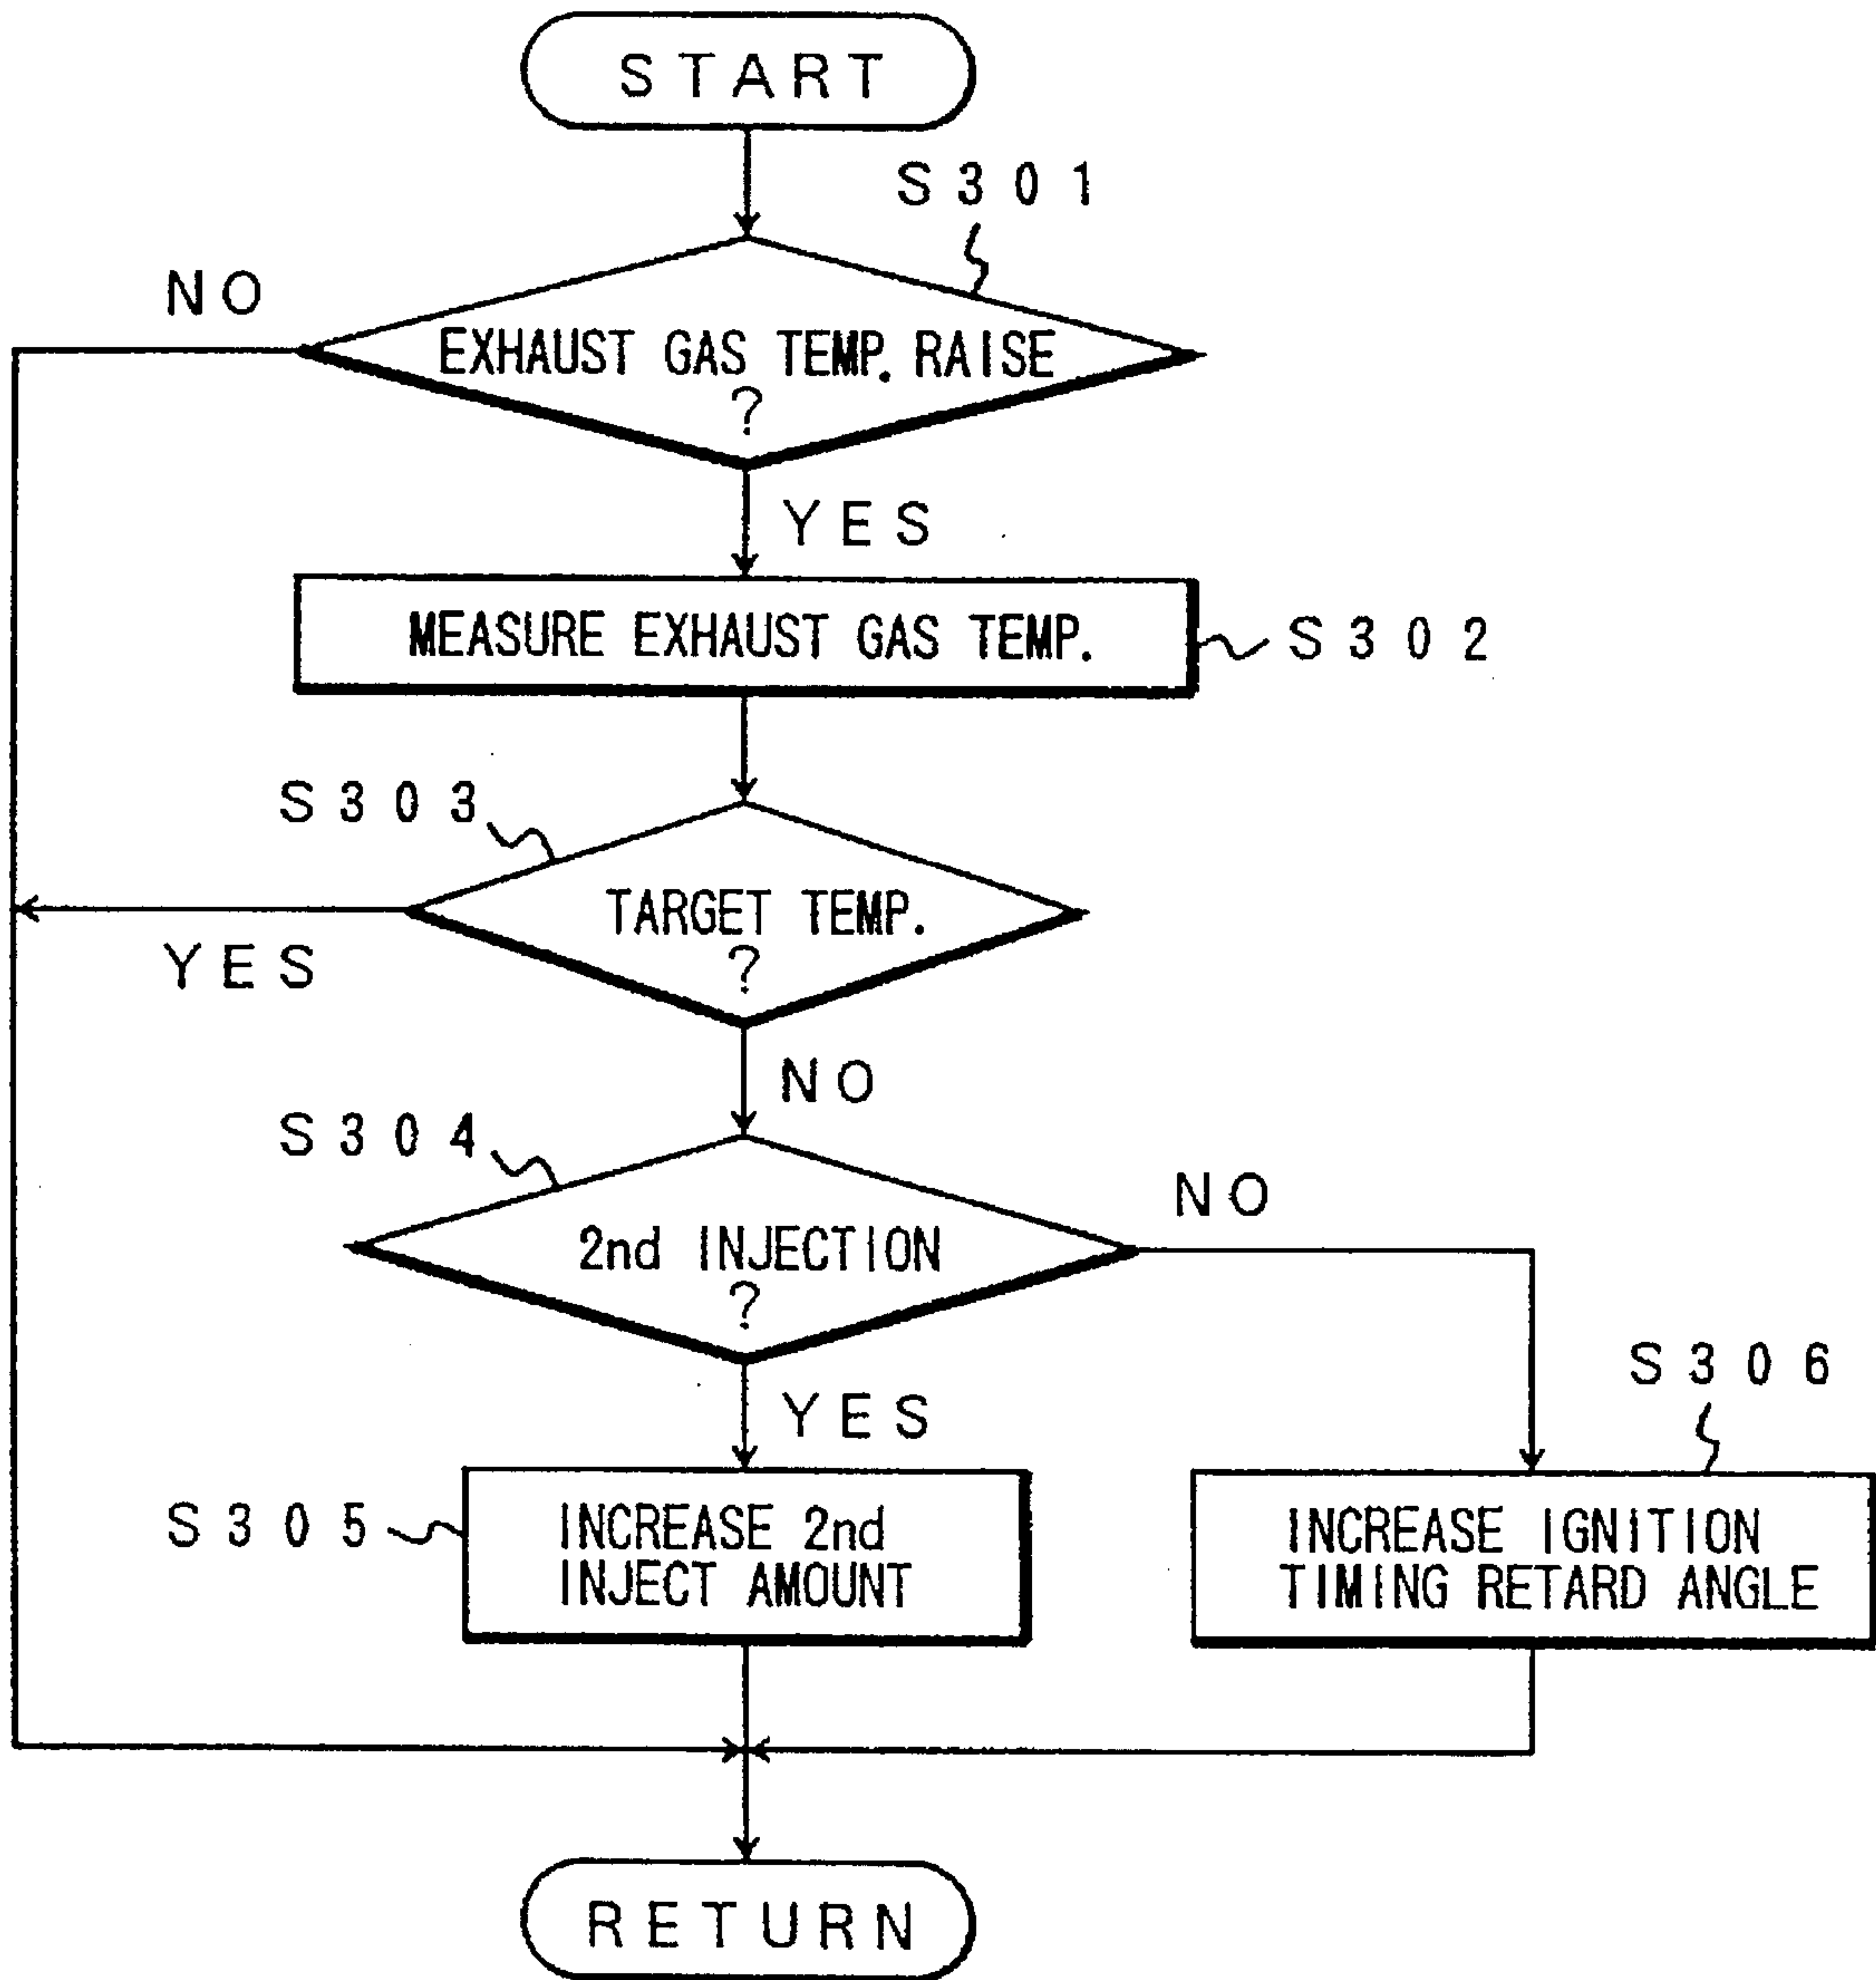 START
S301
NO
EXHAUST GAS TEMP. RAISE
?
YES
MEASURE EXHAUST GAS TEMP.
S302
S303
TARGET TEMP.
?
YES
NO
S304
NO
2nd INJECTION
?
S306
YES
S305
INCREASE 2nd
INJECT AMOUNT
INCREASE IGNITION
TIMING RETARD ANGLE
RETURN